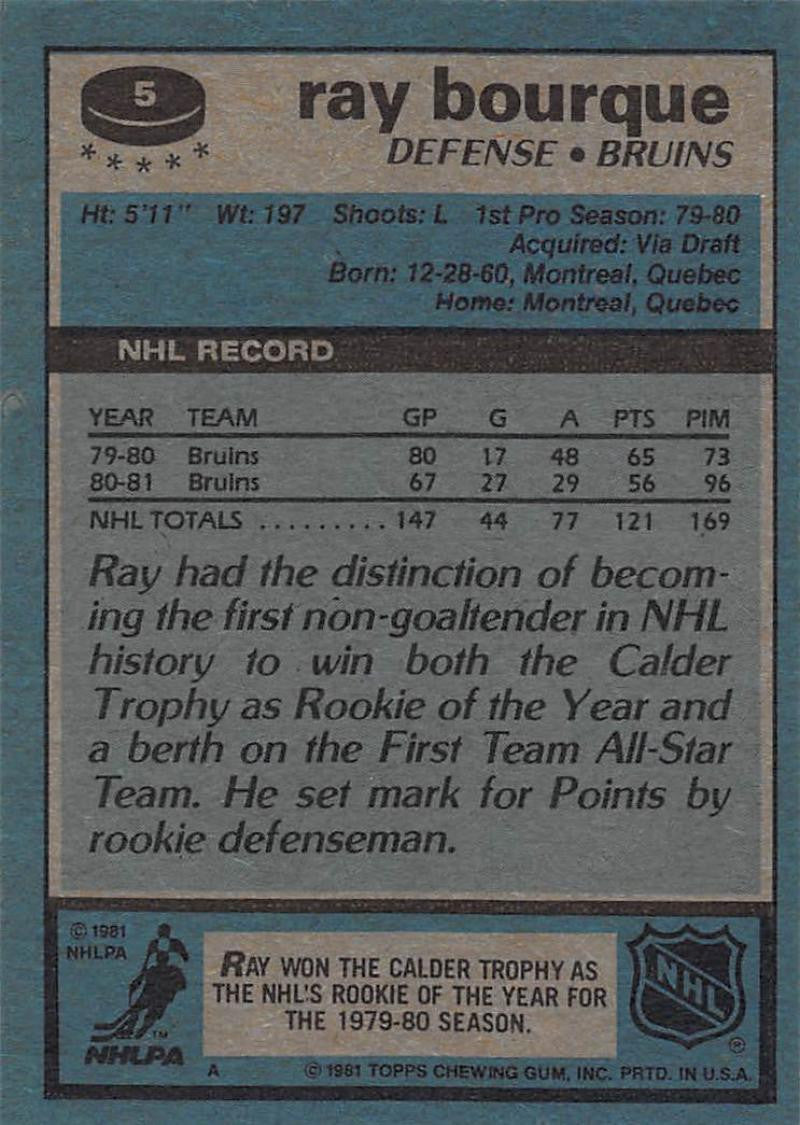 5
ray bourque
* * * * *
DEFENSE • BRUINS
Ht: 5'11" Wt: 197 Shoots: L 1st Pro Season: 79-80
Acquired: Via Draft
Born: 12-28-60, Montreal, Quebec
Home: Montreal, Quebec
NHL RECORD
YEAR TEAM GP G A PTS PIM
79-80 Bruins 80 17 48 65 73
80-81 Bruins 67 27 29 56 96
NHL TOTALS ......... 147 44 77 121 169
Ray had the distinction of becom-
ing the first non-goaltender in NHL
history to win both the Calder
Trophy as Rookie of the Year and
a berth on the First Team All-Star
Team. He set mark for Points by
rookie defenseman.
© 1981
NHLPA
TM
NHLPA
RAY WON THE CALDER TROPHY AS
THE NHL'S ROOKIE OF THE YEAR FOR
THE 1979-80 SEASON.
NHL
®
A © 1981 TOPPS CHEWING GUM, INC. PRTD. IN U.S.A.